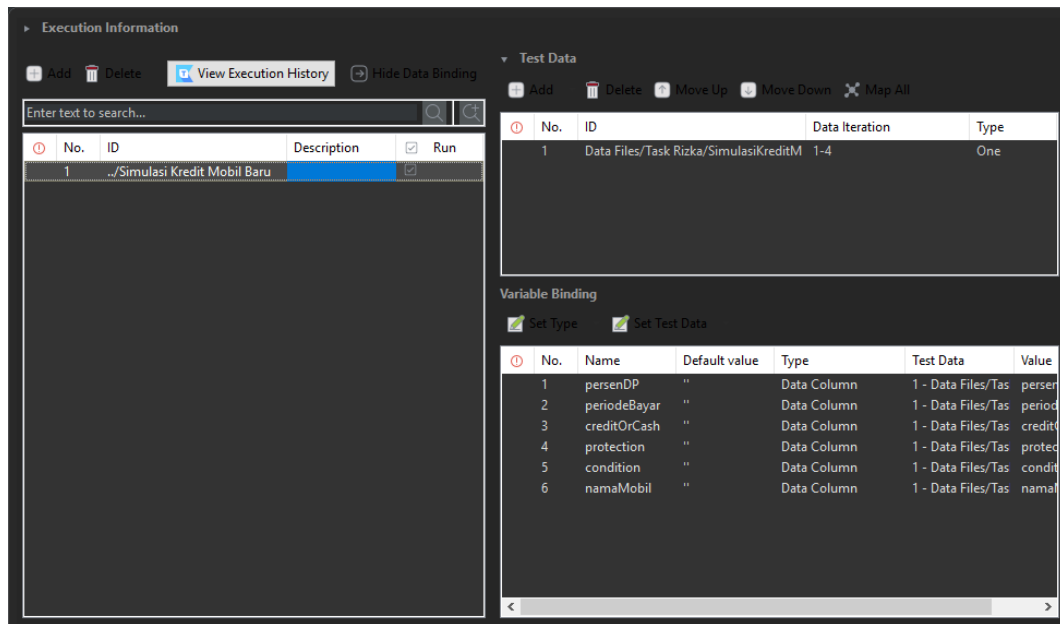 Execution Information
Add Delete View Execution History Hide Data Binding
Enter text to search...
No. ID Description Run
1 ../Simulasi Kredit Mobil Baru
Test Data
Add Delete Move Up Move Down Map All
No. ID Data Iteration Type
1 Data Files/Task Rizka/SimulasiKreditM 1-4 One
Variable Binding
Set Type Set Test Data
No. Name Default value Type Test Data Value
1 persenDP '' Data Column 1 - Data Files/Tas persen
2 periodeBayar '' Data Column 1 - Data Files/Tas period
3 creditOrCash '' Data Column 1 - Data Files/Tas credit
4 protection '' Data Column 1 - Data Files/Tas protec
5 condition '' Data Column 1 - Data Files/Tas condit
6 namaMobil '' Data Column 1 - Data Files/Tas nama